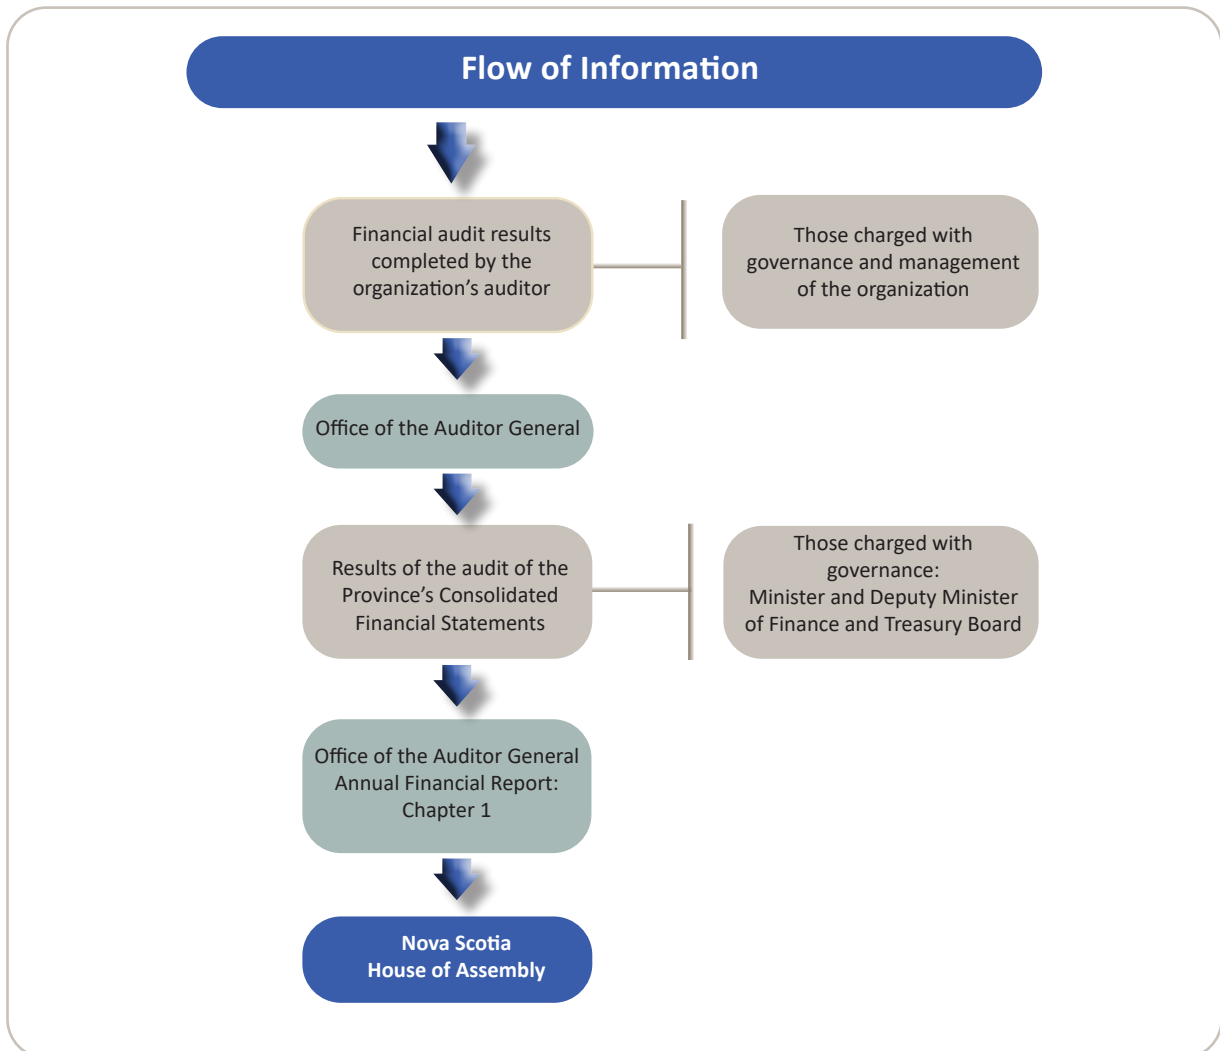 Flow of Information
Financial audit results
completed by the
organization’s auditor
Those charged with
governance and management
of the organization
Office of the Auditor General
Results of the audit of the
Province’s Consolidated
Financial Statements
Those charged with
governance:
Minister and Deputy Minister
of Finance and Treasury Board
Office of the Auditor General
Annual Financial Report:
Chapter 1
Nova Scotia
House of Assembly